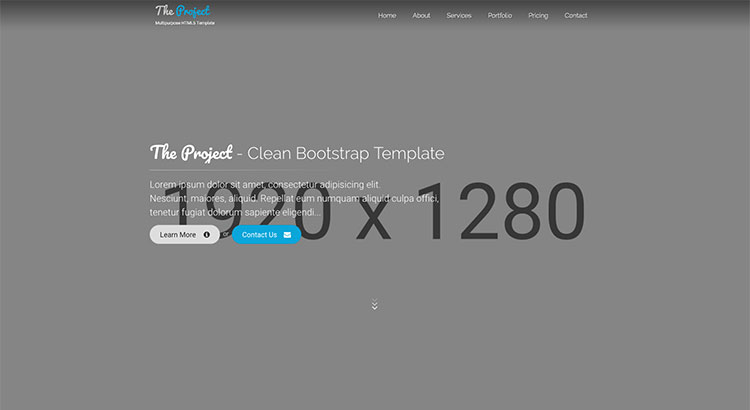 The Project
Multipurpose HTML5 Template
Home About Services Portfolio Pricing Contact
The Project - Clean Bootstrap Template
Lorem ipsum dolor sit amet, consectetur adipisicing elit.
Nesciunt, maiores, aliquid. Repellat eum numquam aliquid culpa offici,
tenetur fugiat dolorum sapiente eligendi...
1920 x 1280
Learn More or Contact Us